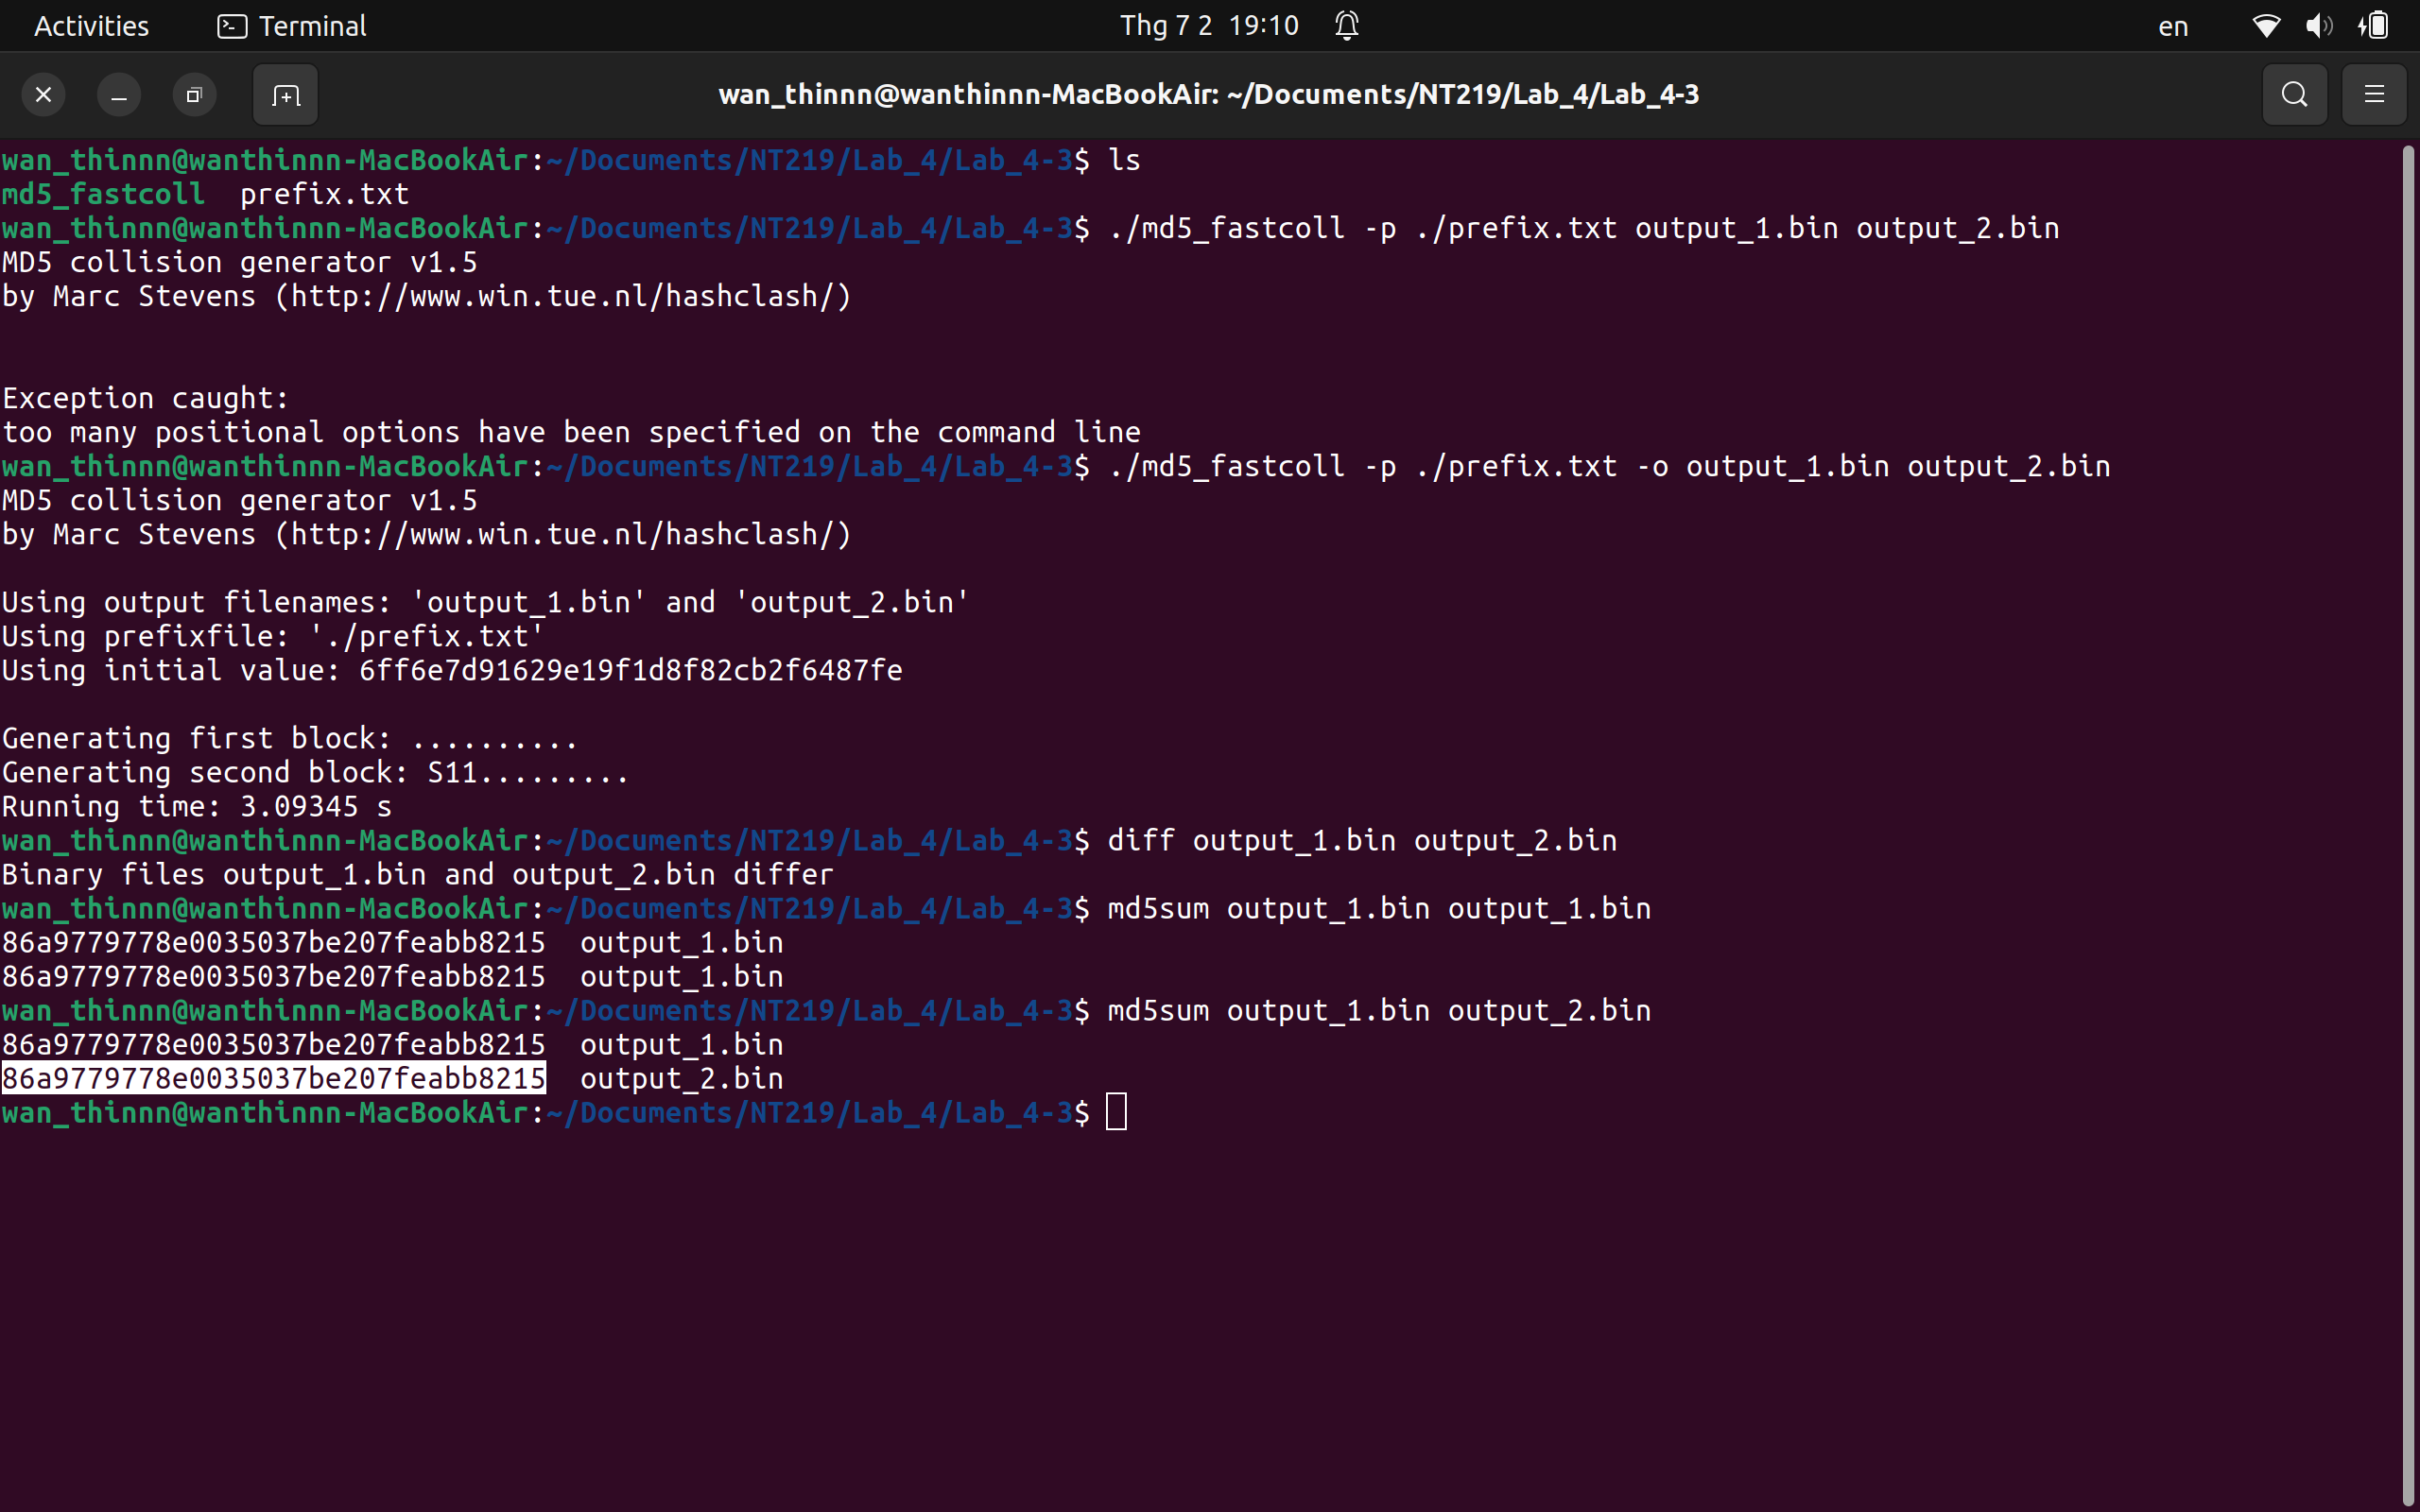 Activities Terminal Thg 7 2 19:10 en
wan_thinnn@wanthinnn-MacBookAir: ~/Documents/NT219/Lab_4/Lab_4-3
wan_thinnn@wanthinnn-MacBookAir:~/Documents/NT219/Lab_4/Lab_4-3$ ls
md5_fastcoll  prefix.txt
wan_thinnn@wanthinnn-MacBookAir:~/Documents/NT219/Lab_4/Lab_4-3$ ./md5_fastcoll -p ./prefix.txt output_1.bin output_2.bin
MD5 collision generator v1.5
by Marc Stevens (http://www.win.tue.nl/hashclash/)
Exception caught:
too many positional options have been specified on the command line
wan_thinnn@wanthinnn-MacBookAir:~/Documents/NT219/Lab_4/Lab_4-3$ ./md5_fastcoll -p ./prefix.txt -o output_1.bin output_2.bin
MD5 collision generator v1.5
by Marc Stevens (http://www.win.tue.nl/hashclash/)
Using output filenames: 'output_1.bin' and 'output_2.bin'
Using prefixfile: './prefix.txt'
Using initial value: 6ff6e7d91629e19f1d8f82cb2f6487fe
Generating first block: ..........
Generating second block: S11.........
Running time: 3.09345 s
wan_thinnn@wanthinnn-MacBookAir:~/Documents/NT219/Lab_4/Lab_4-3$ diff output_1.bin output_2.bin
Binary files output_1.bin and output_2.bin differ
wan_thinnn@wanthinnn-MacBookAir:~/Documents/NT219/Lab_4/Lab_4-3$ md5sum output_1.bin output_1.bin
86a9779778e0035037be207feabb8215  output_1.bin
86a9779778e0035037be207feabb8215  output_1.bin
wan_thinnn@wanthinnn-MacBookAir:~/Documents/NT219/Lab_4/Lab_4-3$ md5sum output_1.bin output_2.bin
86a9779778e0035037be207feabb8215  output_1.bin
86a9779778e0035037be207feabb8215  output_2.bin
wan_thinnn@wanthinnn-MacBookAir:~/Documents/NT219/Lab_4/Lab_4-3$